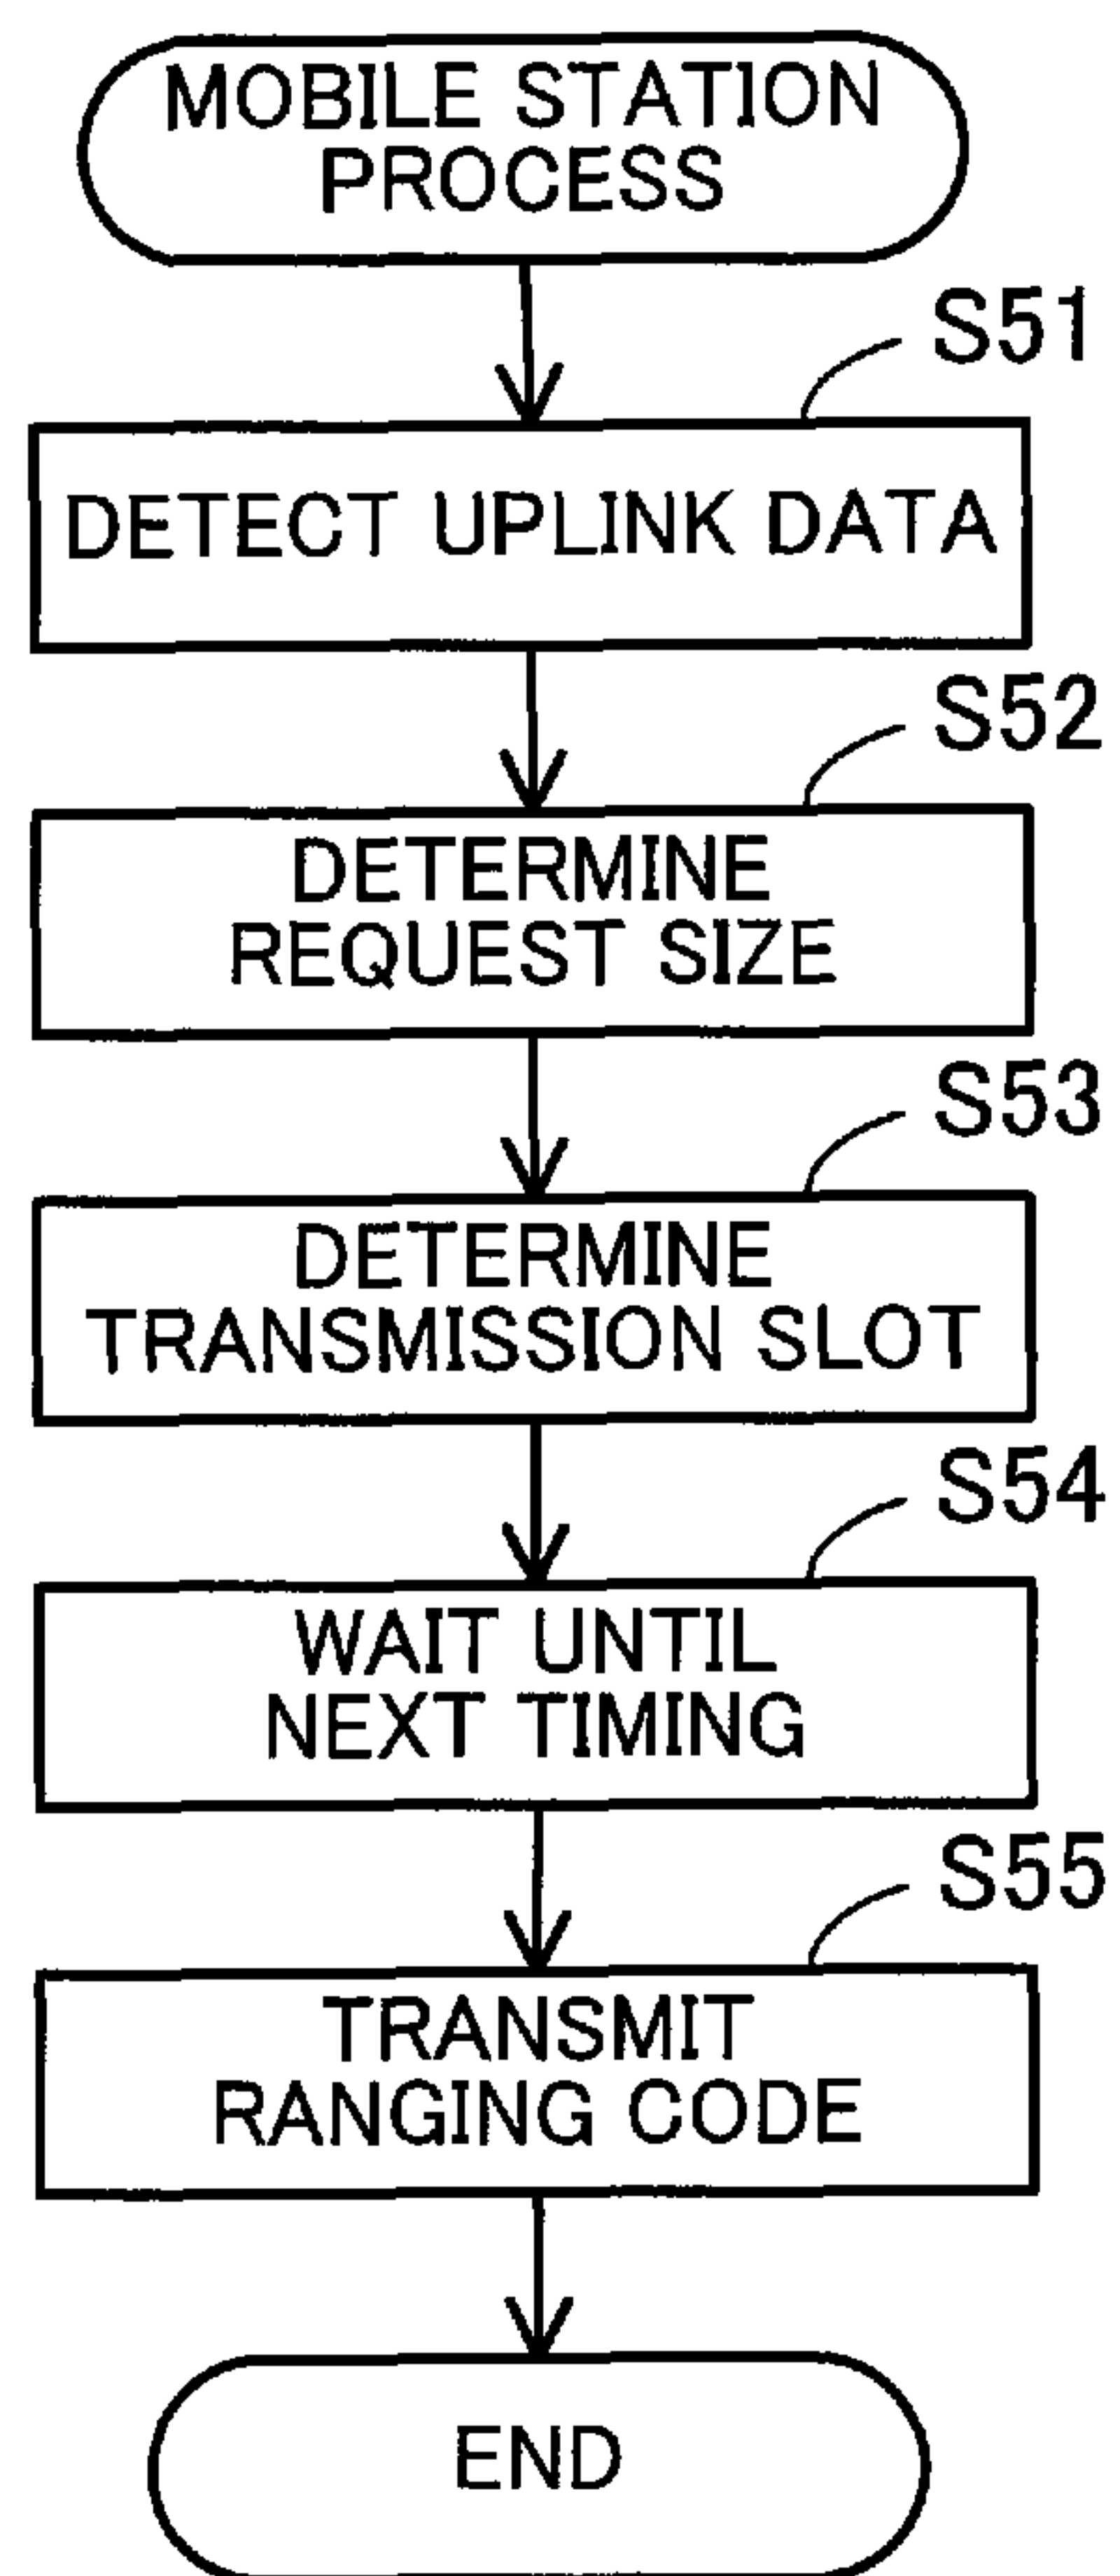 MOBILE STATION
PROCESS
S51
DETECT UPLINK DATA
S52
DETERMINE
REQUEST SIZE
S53
DETERMINE
TRANSMISSION SLOT
S54
WAIT UNTIL
NEXT TIMING
S55
TRANSMIT
RANGING CODE
END